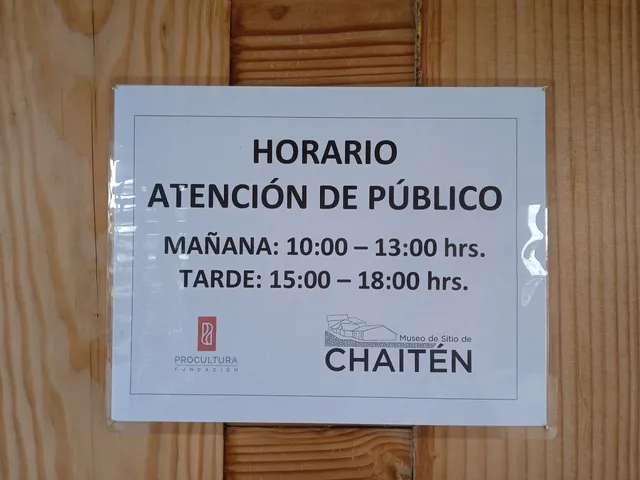 HORARIO
ATENCIÓN DE PÚBLICO
MAÑANA: 10:00 – 13:00 hrs.
TARDE: 15:00 – 18:00 hrs.
PROCULTURA
FUNDACIÓN
Museo de Sitio de
CHAITÉN